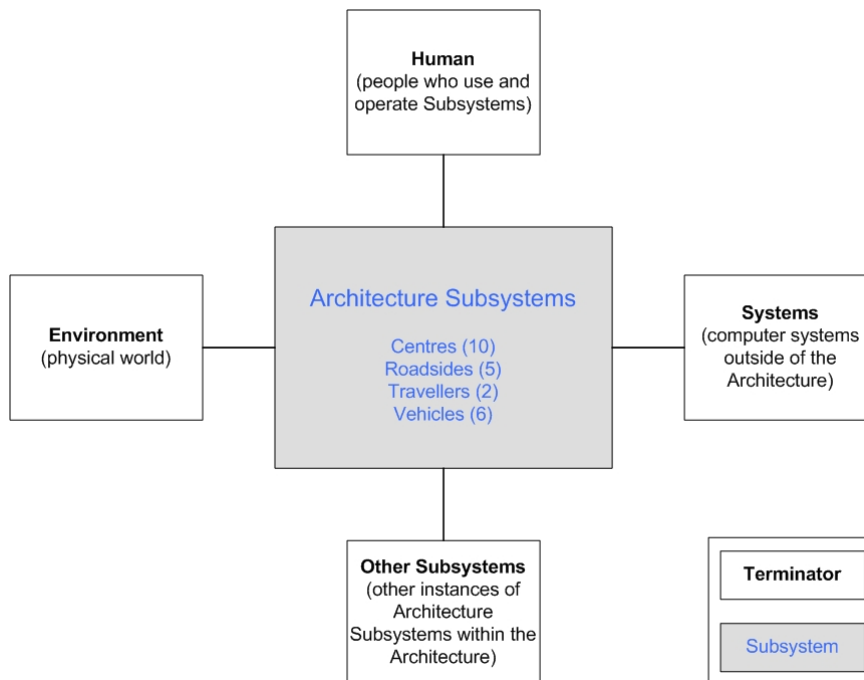 Human
(people who use and
operate Subsystems)
Architecture Subsystems
Centres (10)
Roadsides (5)
Travellers (2)
Vehicles (6)
Environment
(physical world)
Systems
(computer systems
outside of the
Architecture)
Other Subsystems
(other instances of
Architecture
Subsystems within the
Architecture)
Terminator
Subsystem